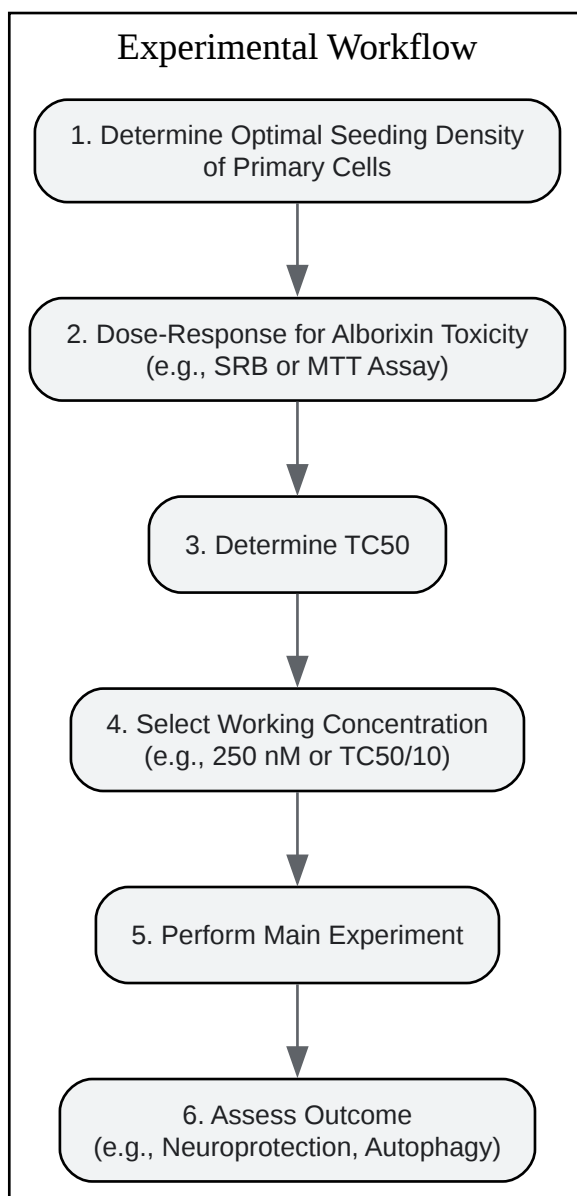 Experimental Workflow
1. Determine Optimal Seeding Density
of Primary Cells
2. Dose-Response for Alborixin Toxicity
(e.g., SRB or MTT Assay)
3. Determine TC50
4. Select Working Concentration
(e.g., 250 nM or TC50/10)
5. Perform Main Experiment
6. Assess Outcome
(e.g., Neuroprotection, Autophagy)